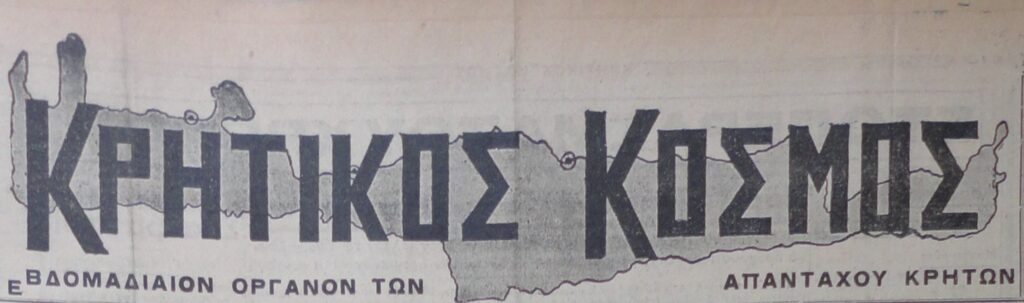 ΚΡΗΤΙΚΟΣ ΚΟΣΜΟΣ
ΕΒΔΟΜΑΔΙΑΙΟΝ ΟΡΓΑΝΟΝ ΤΩΝ ΑΠΑΝΤΑΧΟΥ ΚΡΗΤΩΝ